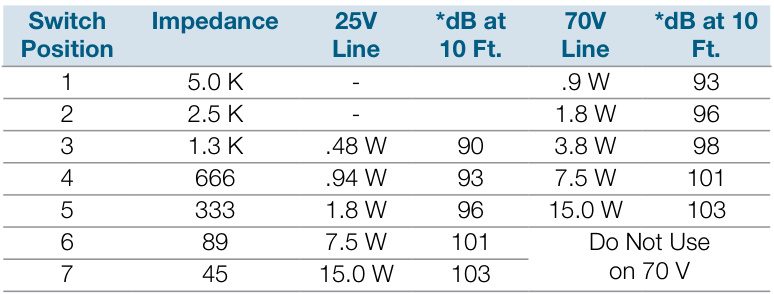 Switch Position Impedance 25V Line *dB at 10 Ft. 70V Line *dB at 10 Ft.
1 5.0 K - .9 W 93
2 2.5 K - 1.8 W 96
3 1.3 K .48 W 90 3.8 W 98
4 666 .94 W 93 7.5 W 101
5 333 1.8 W 96 15.0 W 103
6 89 7.5 W 101 Do Not Use
7 45 15.0 W 103 on 70 V